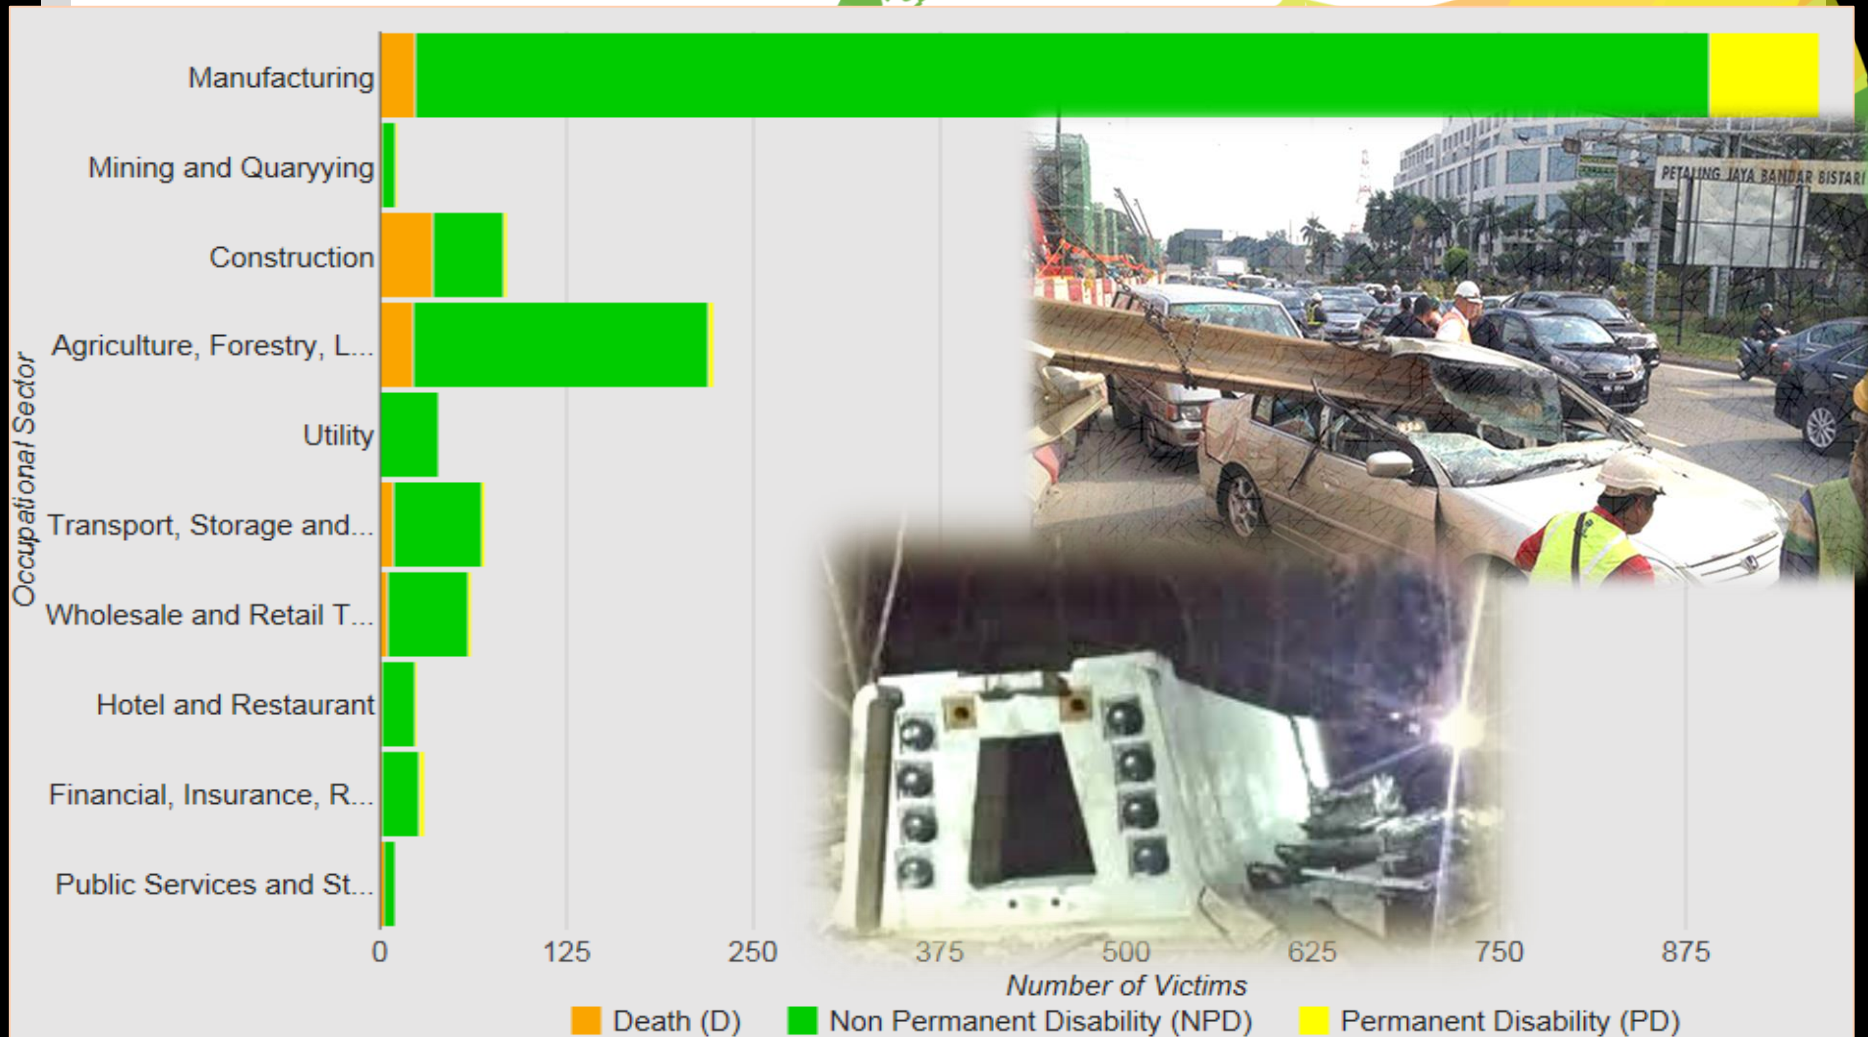 Manufacturing
Mining and Quaryying
Construction
Agriculture, Forestry, L...
Utility
Transport, Storage and...
Wholesale and Retail T...
Hotel and Restaurant
Financial, Insurance, R...
Public Services and St...
Occupational Sector
0 125 250 375 500 625 750 875
Number of Victims
Death (D) Non Permanent Disability (NPD) Permanent Disability (PD)
PETALING JAYA BANDAR BISTARI